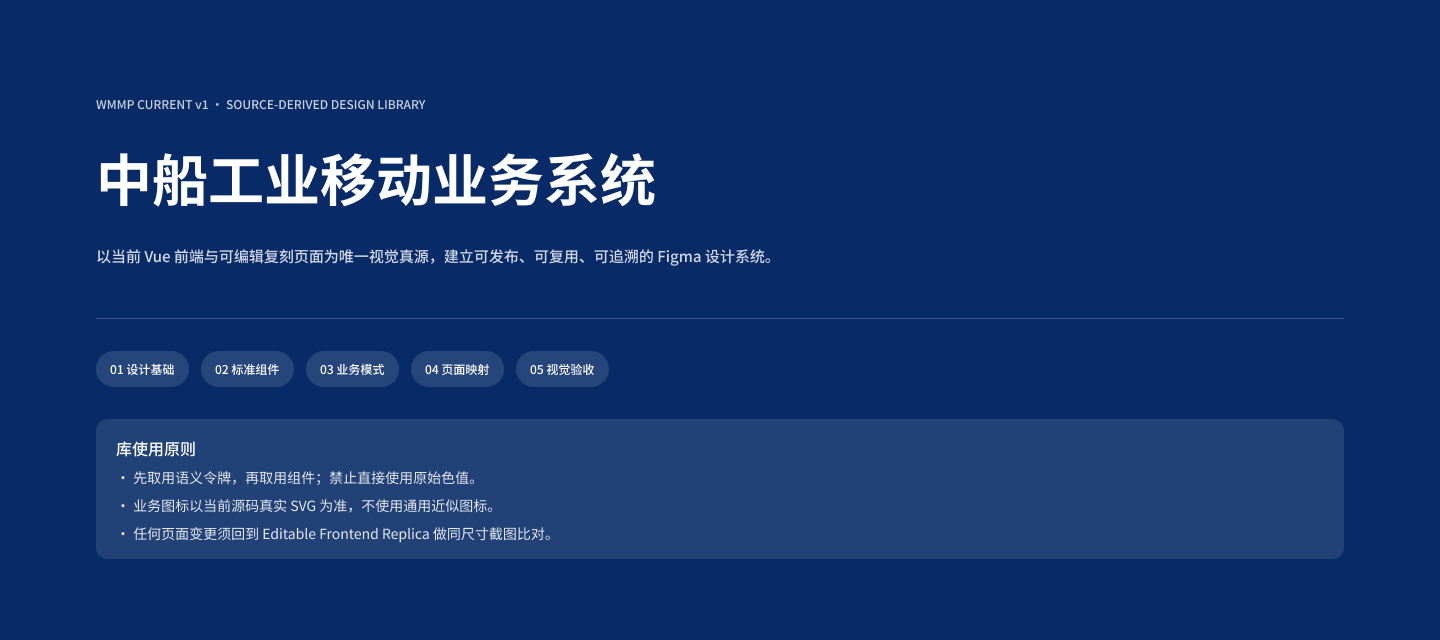 WMMP CURRENT v1 • SOURCE-DERIVED DESIGN LIBRARY
中船工业移动业务系统
以当前 Vue 前端与可编辑复刻页面为唯一视觉真源，建立可发布、可复用、可追溯的 Figma 设计系统。
01 设计基础
02 标准组件
03 业务模式
04 页面映射
05 视觉验收
库使用原则
• 先取用语义令牌，再取用组件；禁止直接使用原始色值。
• 业务图标以当前源码真实 SVG 为准，不使用通用近似图标。
• 任何页面变更须回到 Editable Frontend Replica 做同尺寸截图比对。